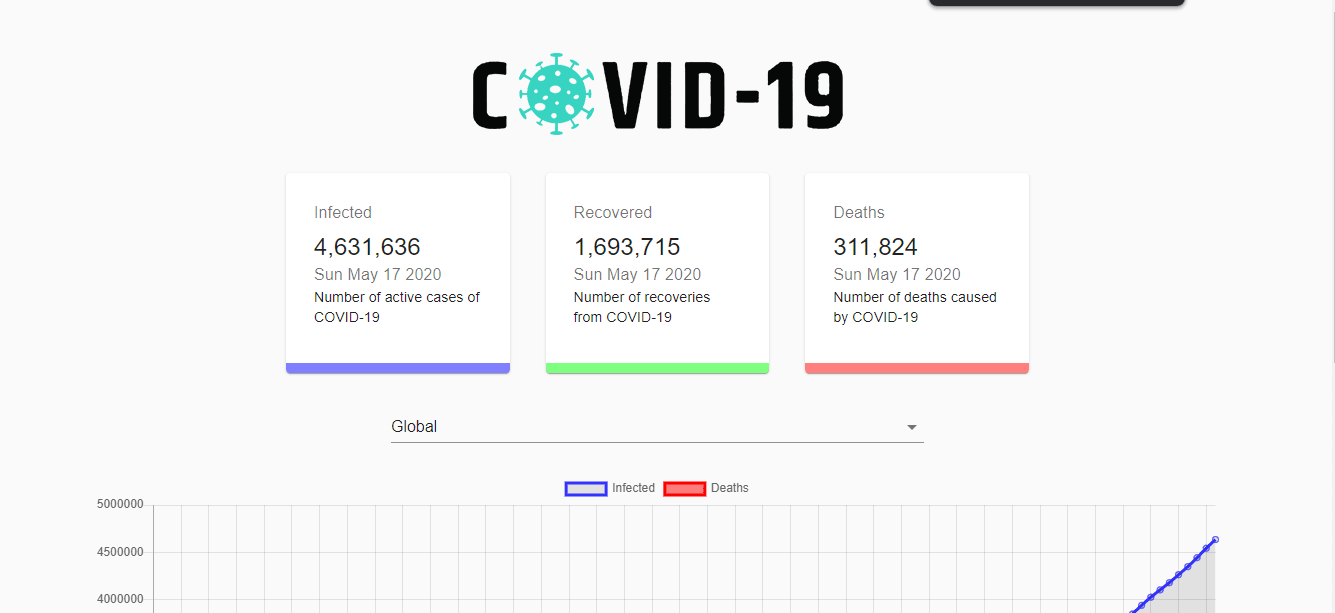 COVID-19
Infected
4,631,636
Sun May 17 2020
Number of active cases of
COVID-19
Recovered
1,693,715
Sun May 17 2020
Number of recoveries
from COVID-19
Deaths
311,824
Sun May 17 2020
Number of deaths caused
by COVID-19
Global
Infected Deaths
5000000
4500000
4000000